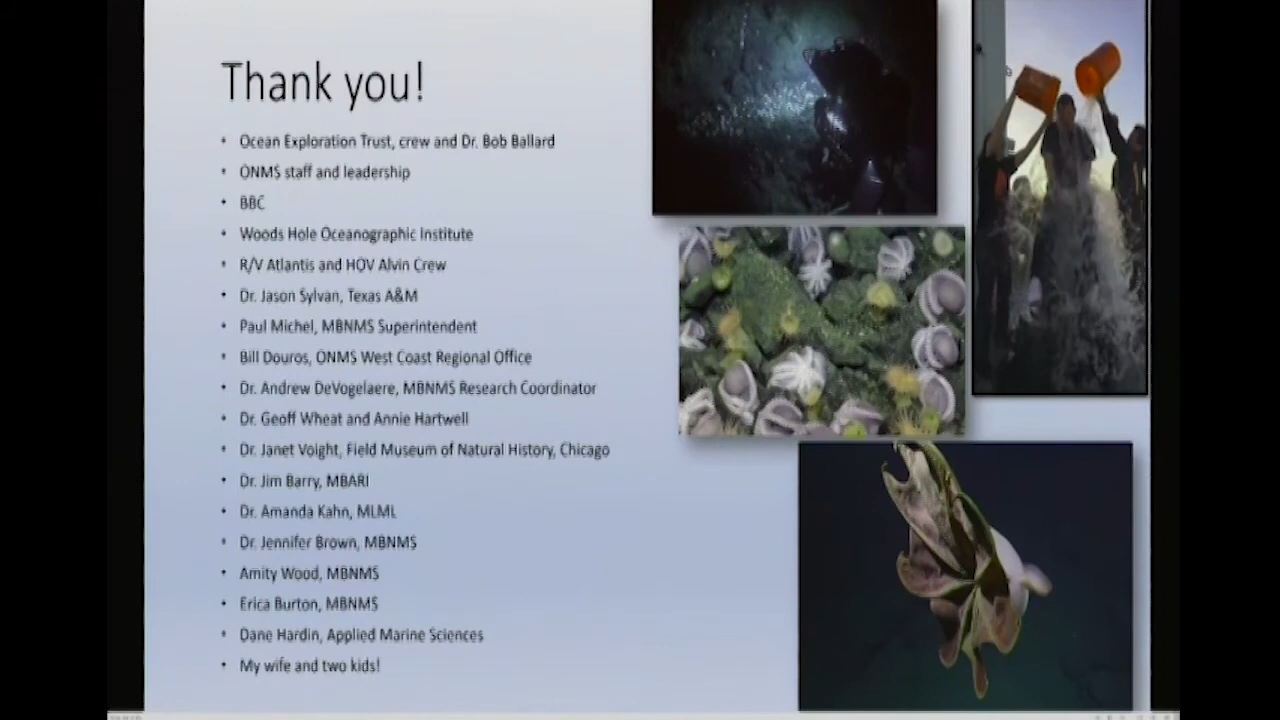 Thank you!
• Ocean Exploration Trust, crew and Dr. Bob Ballard
• ONMS staff and leadership
• BBC
• Woods Hole Oceanographic Institute
• R/V Atlantis and HOV Alvin Crew
• Dr. Jason Sylvan, Texas A&M
• Paul Michel, MBNMS Superintendent
• Bill Douros, ONMS West Coast Regional Office
• Dr. Andrew DeVogelaere, MBNMS Research Coordinator
• Dr. Geoff Wheat and Annie Hartwell
• Dr. Janet Voight, Field Museum of Natural History, Chicago
• Dr. Jim Barry, MBARI
• Dr. Amanda Kahn, MLML
• Dr. Jennifer Brown, MBNMS
• Amity Wood, MBNMS
• Erica Burton, MBNMS
• Dane Hardin, Applied Marine Sciences
• My wife and two kids!